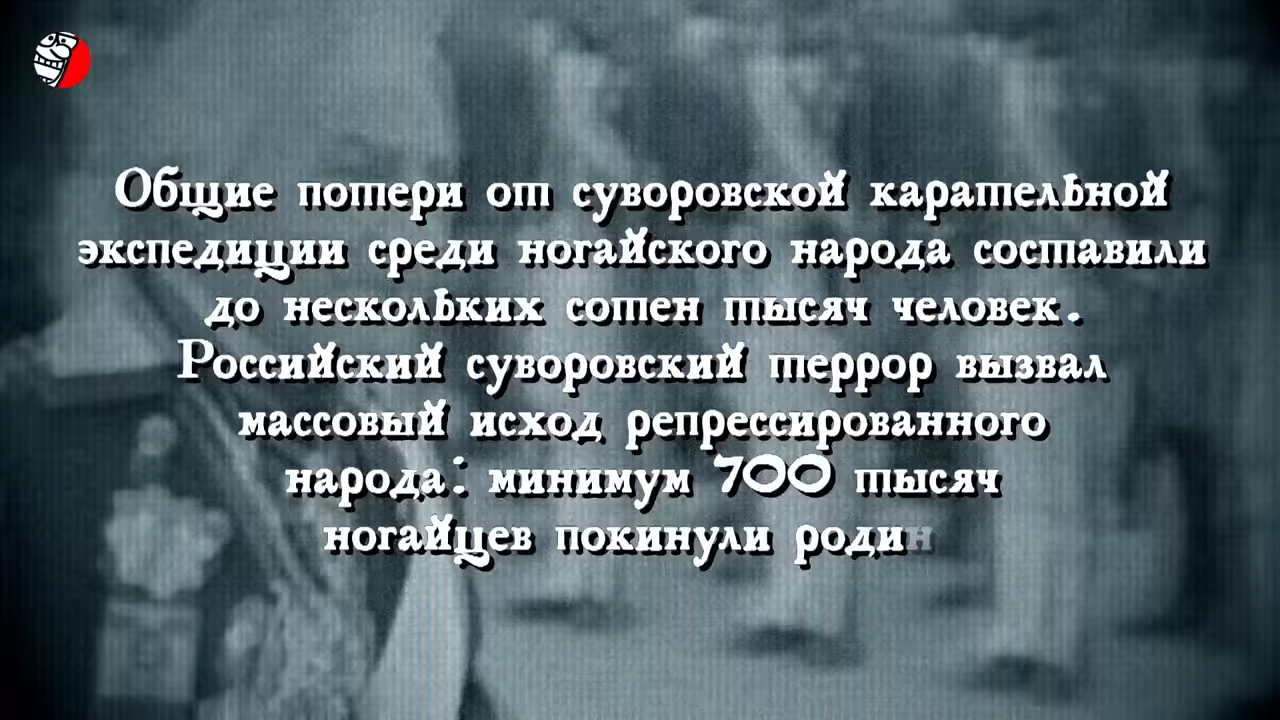 Общие потери от суворовской карательной
экспедиции среди ногайского народа составили
до нескольких сотен тысяч человек.
Российский суворовский террор вызвал
массовый исход репрессированного
народа: минимум 700 тысяч
ногайцев покинули родин